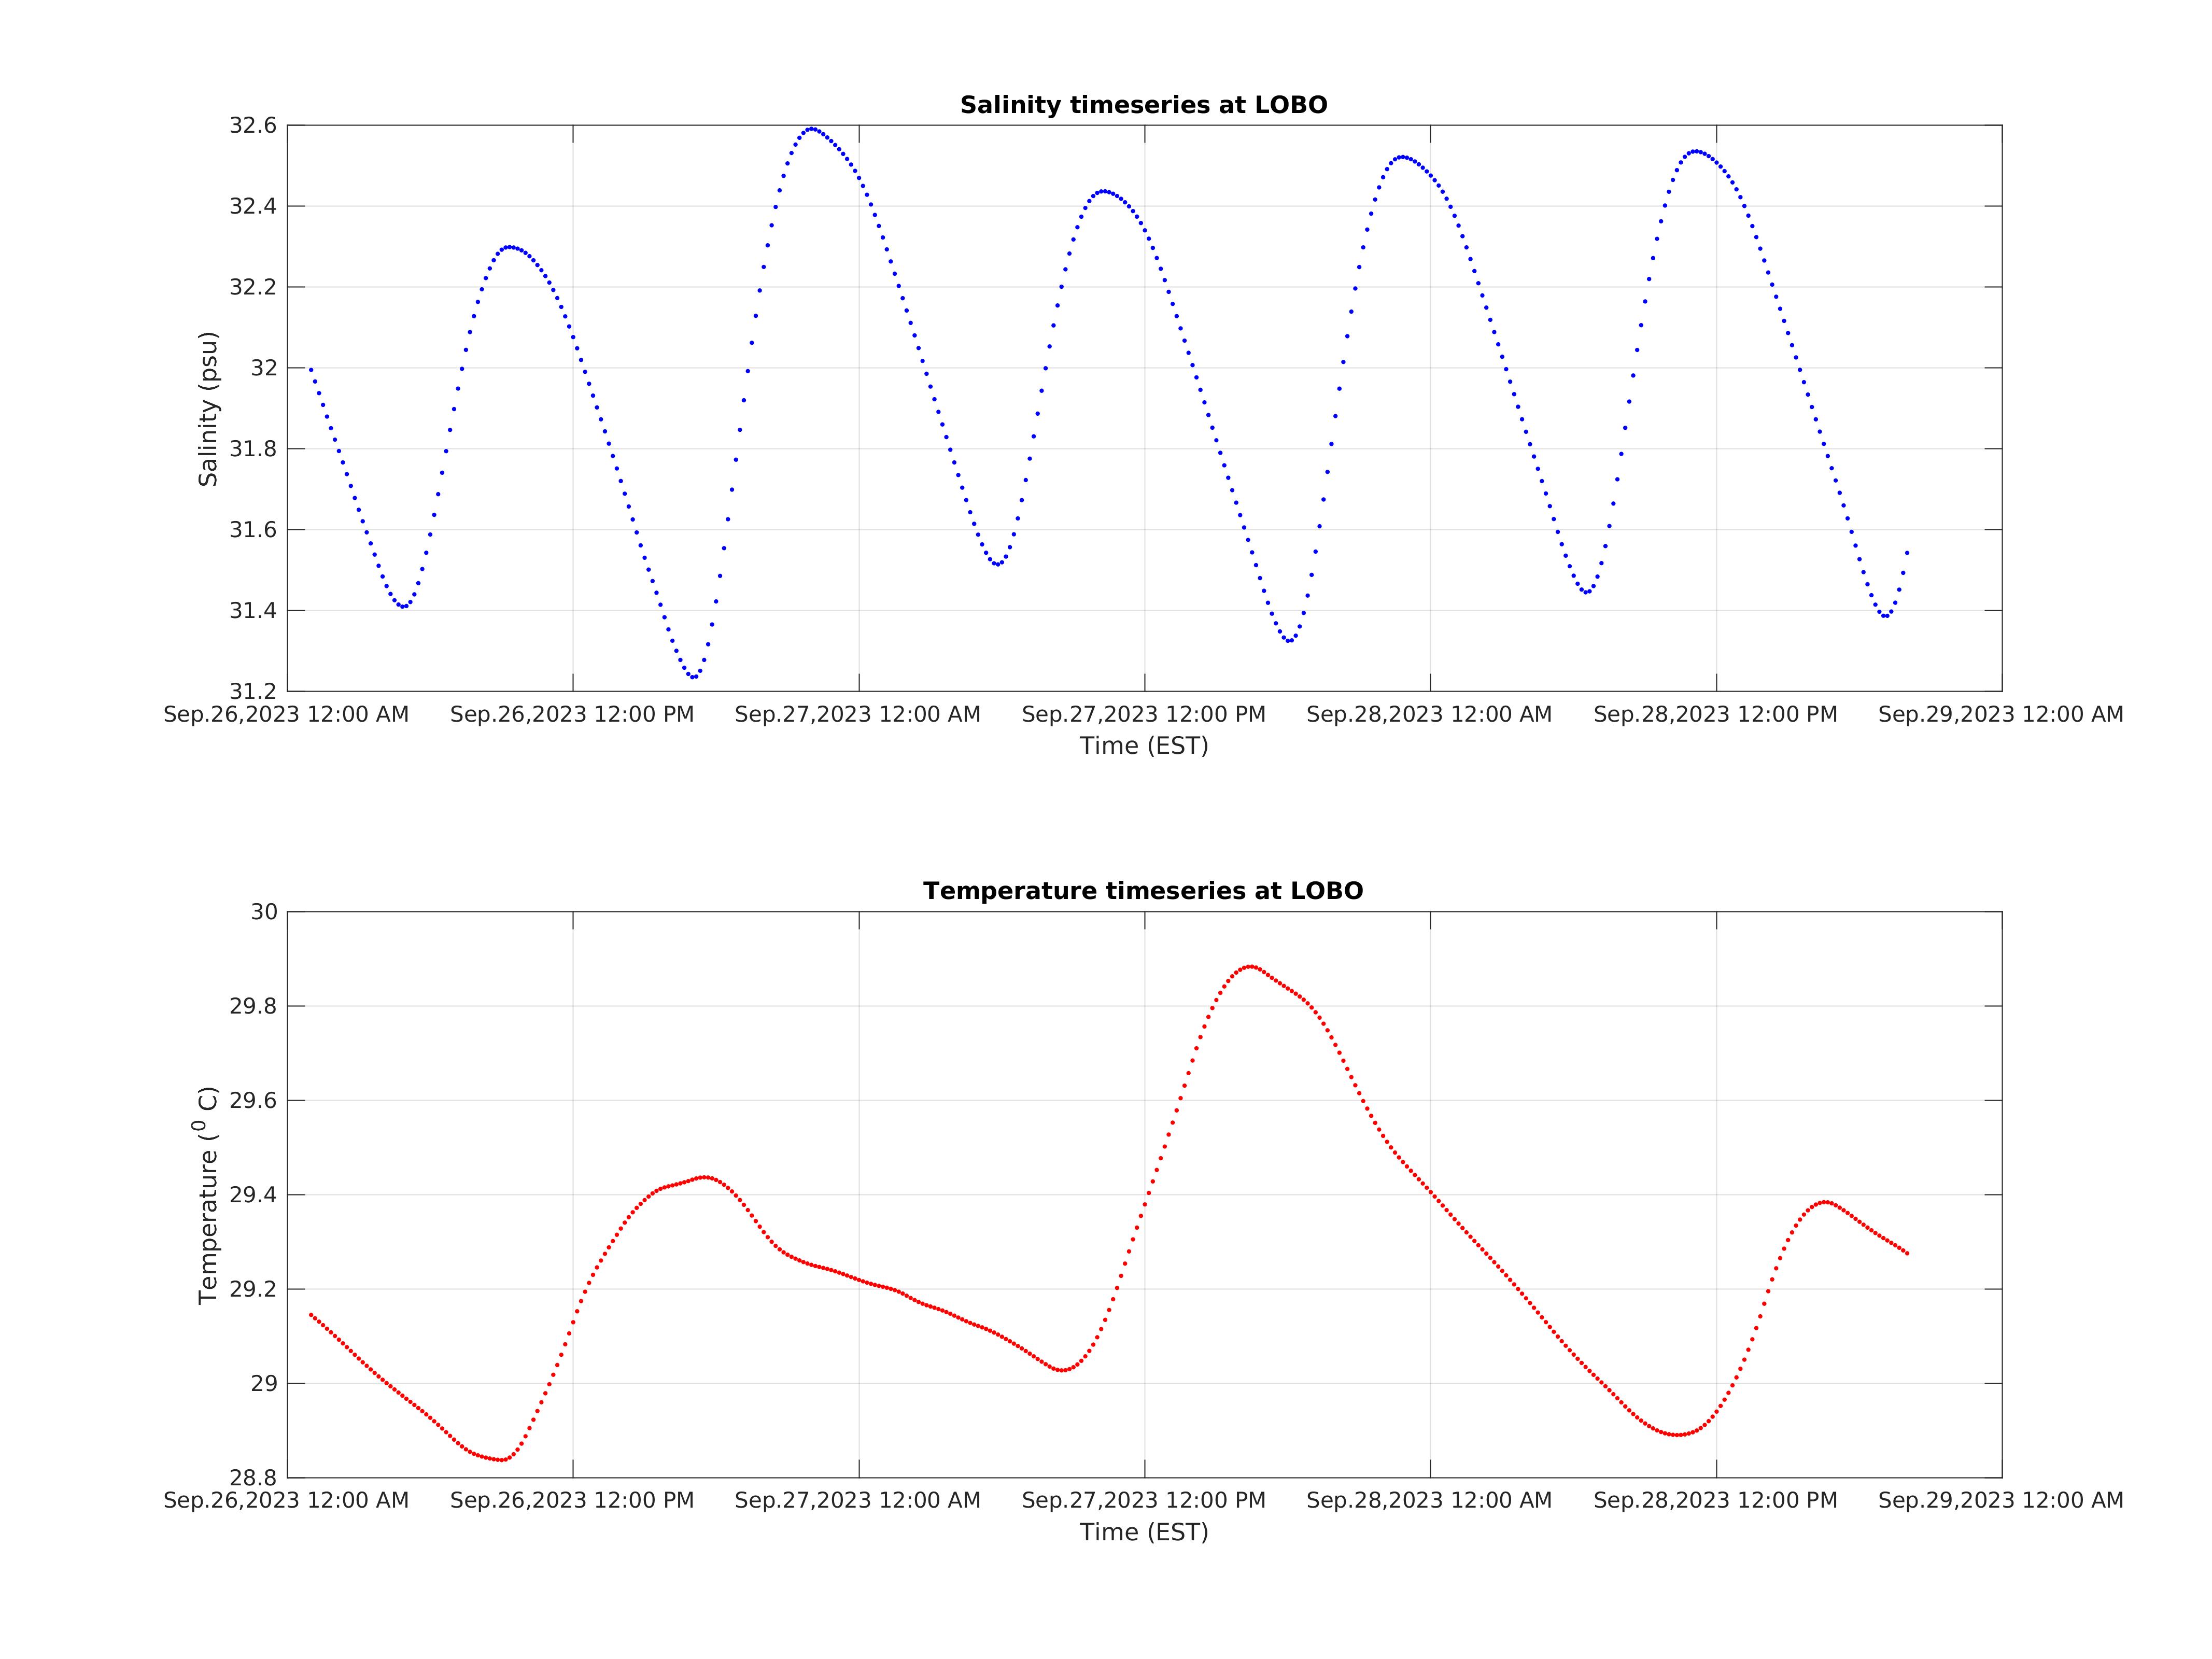 Salinity timeseries at LOBO
32.6
32.4
32.2
32
31.8
31.6
31.4
31.2
Salinity (psu)
Sep.26,2023 12:00 AM Sep.26,2023 12:00 PM Sep.27,2023 12:00 AM Sep.27,2023 12:00 PM Sep.28,2023 12:00 AM Sep.28,2023 12:00 PM Sep.29,2023 12:00 AM
Time (EST)
Temperature timeseries at LOBO
30
29.8
29.6
29.4
29.2
29
28.8
Temperature (⁰ C)
Sep.26,2023 12:00 AM Sep.26,2023 12:00 PM Sep.27,2023 12:00 AM Sep.27,2023 12:00 PM Sep.28,2023 12:00 AM Sep.28,2023 12:00 PM Sep.29,2023 12:00 AM
Time (EST)